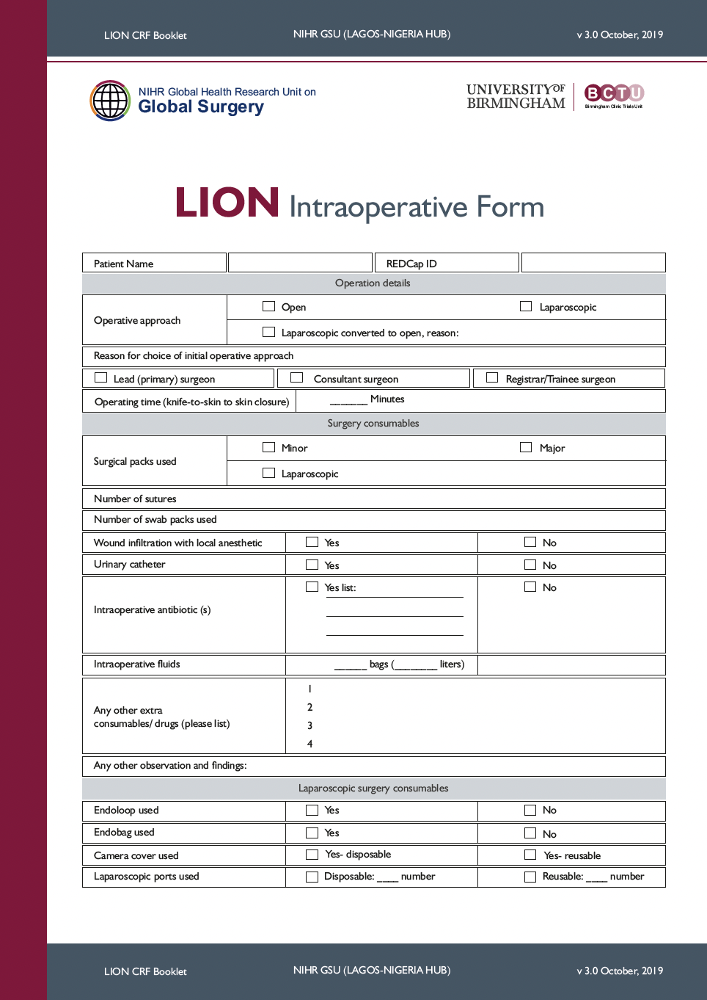 LION CRF Booklet NIHR GSU (LAGOS-NIGERIA HUB) v 3.0 October, 2019
NIHR Global Health Research Unit on
Global Surgery
UNIVERSITY OF
BIRMINGHAM
BCTU
Birmingham Clinic Trials Unit
LION Intraoperative Form
Patient Name REDCap ID
Operation details
Operative approach
Open Laparoscopic
Laparoscopic converted to open, reason:
Reason for choice of initial operative approach
Lead (primary) surgeon Consultant surgeon Registrar/Trainee surgeon
Operating time (knife-to-skin to skin closure) _______ Minutes
Surgery consumables
Surgical packs used
Minor Major
Laparoscopic
Number of sutures
Number of swab packs used
Wound infiltration with local anesthetic Yes No
Urinary catheter Yes No
Intraoperative antibiotic (s) Yes list: No
Intraoperative fluids ______ bags (________ liters)
Any other extra
consumables/ drugs (please list)
1
2
3
4
Any other observation and findings:
Laparoscopic surgery consumables
Endoloop used Yes No
Endobag used Yes No
Camera cover used Yes- disposable Yes- reusable
Laparoscopic ports used Disposable: ____ number Reusable: ____ number
LION CRF Booklet NIHR GSU (LAGOS-NIGERIA HUB) v 3.0 October, 2019